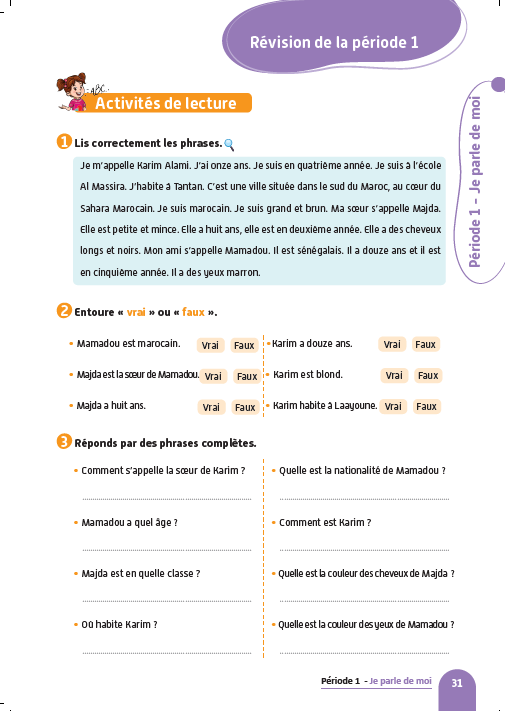 Révision de la période 1
ABC
Activités de lecture
Période 1 - Je parle de moi
1 Lis correctement les phrases.
Je m'appelle Karim Alami. J'ai onze ans. Je suis en quatrième année. Je suis à l'école
Al Massira. J'habite à Tantan. C'est une ville située dans le sud du Maroc, au cœur du
Sahara Marocain. Je suis marocain. Je suis grand et brun. Ma sœur s'appelle Majda.
Elle est petite et mince. Elle a huit ans, elle est en deuxième année. Elle a des cheveux
longs et noirs. Mon ami s'appelle Mamadou. Il est sénégalais. Il a douze ans et il est
en cinquième année. Il a des yeux marron.
2 Entoure « vrai » ou « faux ».
• Mamadou est marocain. Vrai Faux
• Majda est la sœur de Mamadou. Vrai Faux
• Majda a huit ans. Vrai Faux
• Karim a douze ans. Vrai Faux
• Karim est blond. Vrai Faux
• Karim habite à Laayoune. Vrai Faux
3 Réponds par des phrases complètes.
• Comment s'appelle la sœur de Karim ?
• Mamadou a quel âge ?
• Majda est en quelle classe ?
• Où habite Karim ?
• Quelle est la nationalité de Mamadou ?
• Comment est Karim ?
• Quelle est la couleur des cheveux de Majda ?
• Quelle est la couleur des yeux de Mamadou ?
Période 1 - Je parle de moi
31